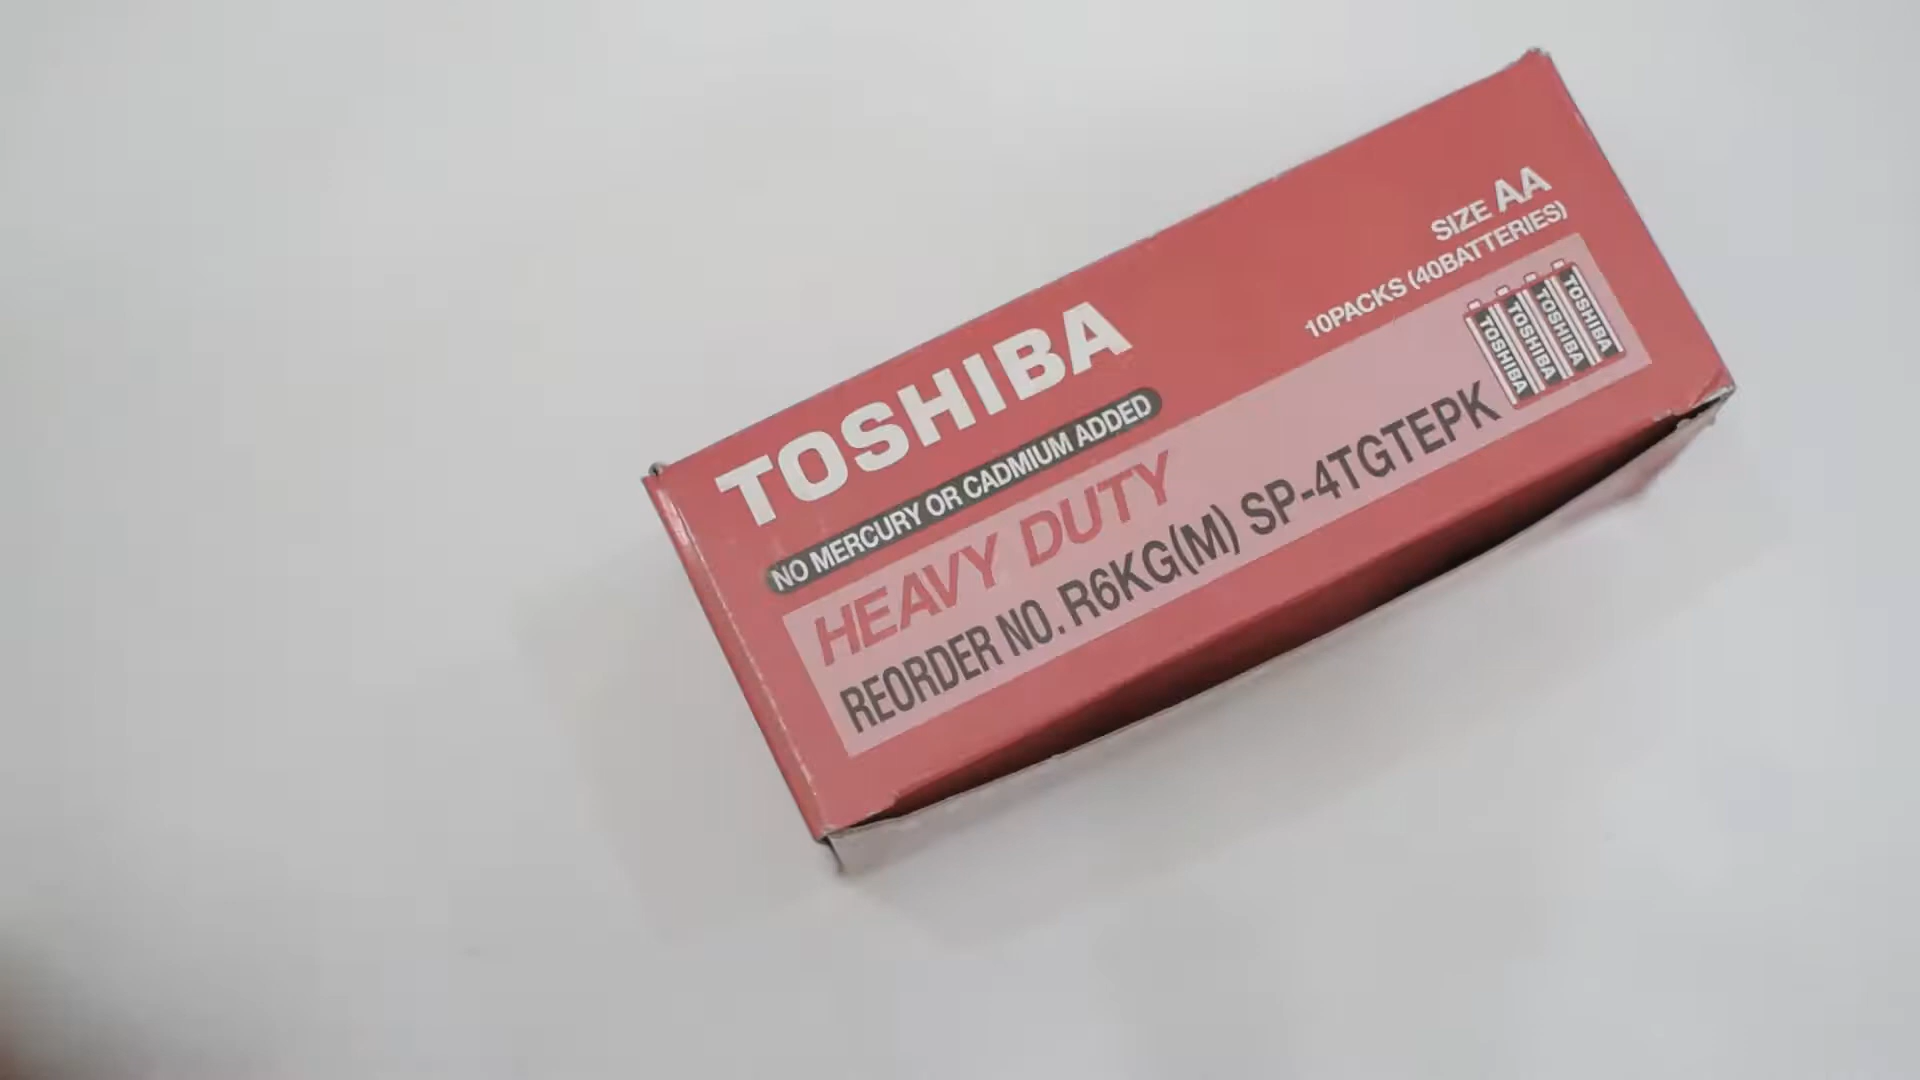 TOSHIBA
NO MERCURY OR CADMIUM ADDED
HEAVY DUTY
REORDER NO. R6KG(M) SP-4TGTEPK
SIZE AA
10PACKS (40BATTERIES)
TOSHIBA
TOSHIBA
TOSHIBA
TOSHIBA